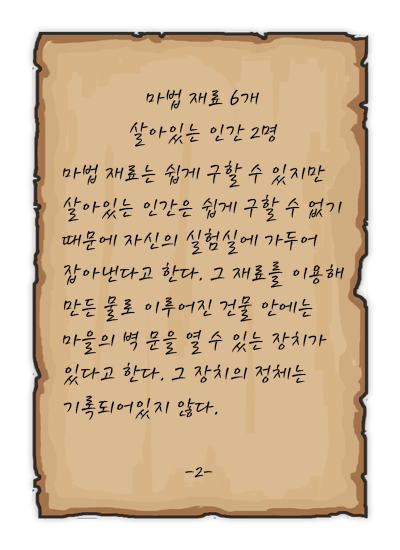 마법 재료 6개
살아있는 인간 2명
마법 재료는 쉽게 구할 수 있지만
살아있는 인간은 쉽게 구할 수 없기
때문에 자신의 실험실에 가두어
잡아낸다고 한다. 그 재료를 이용해
만든 물로 이루어진 건물 안에는
마을의 벽 문을 열 수 있는 장치가
있다고 한다. 그 장치의 정체는
기록되어있지 않다.
-2-